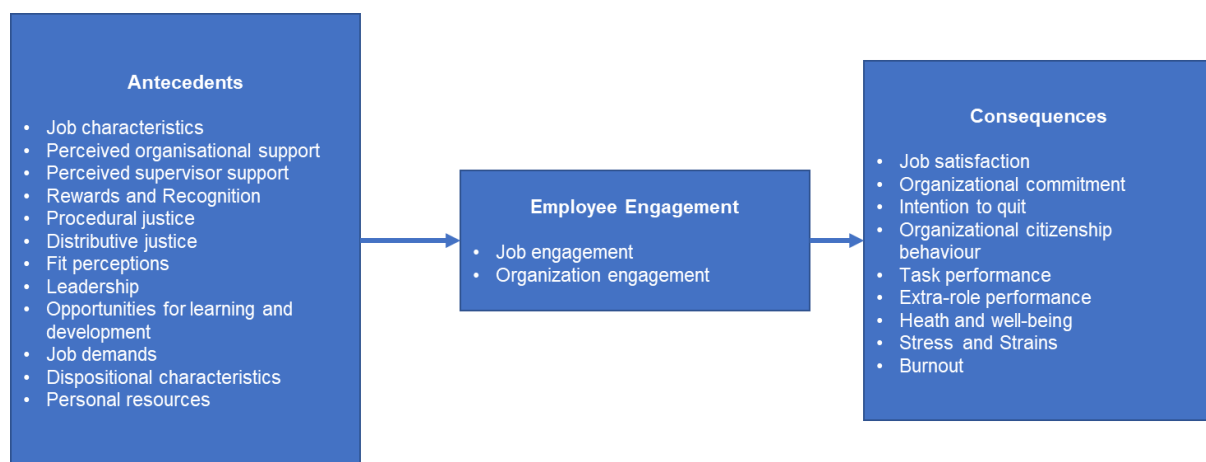 Antecedents
• Job characteristics
• Perceived organisational support
• Perceived supervisor support
• Rewards and Recognition
• Procedural justice
• Distributive justice
• Fit perceptions
• Leadership
• Opportunities for learning and
development
• Job demands
• Dispositional characteristics
• Personal resources
Employee Engagement
• Job engagement
• Organization engagement
Consequences
• Job satisfaction
• Organizational commitment
• Intention to quit
• Organizational citizenship
behaviour
• Task performance
• Extra-role performance
• Heath and well-being
• Stress and Strains
• Burnout